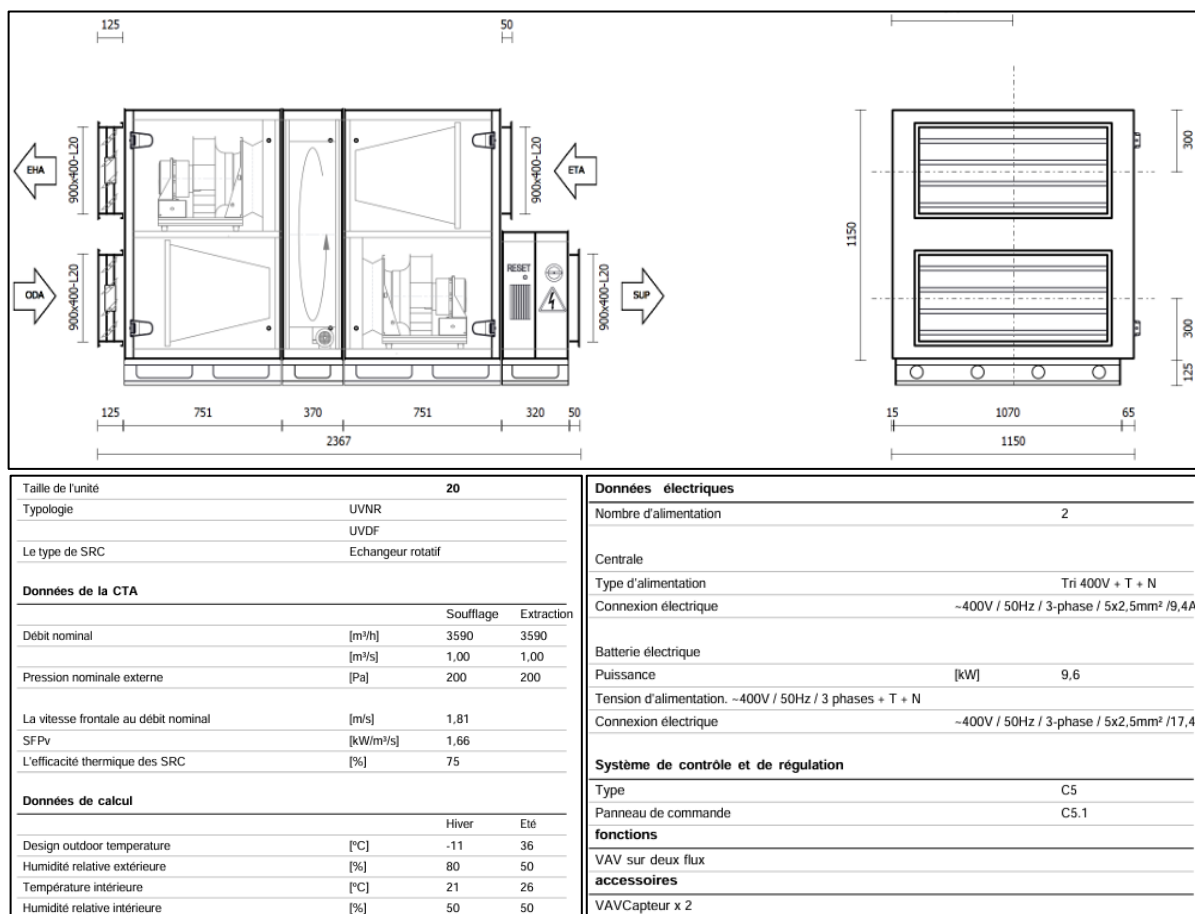 125 50
EHA 900x400-L20 900x400-L20 ETA
ODA 900x400-L20 RESET 900x400-L20 SUP
125 751 370 751 320 50
2367
1150 300
300
125
15 1070 65
1150
Taille de l'unité 20
Typologie UVNR
UVDF
Le type de SRC Echangeur rotatif
Données de la CTA
Soufflage Extraction
Débit nominal [m³/h] 3590 3590
[m³/s] 1,00 1,00
Pression nominale externe [Pa] 200 200
La vitesse frontale au débit nominal [m/s] 1,81
SFPv [kW/m³/s] 1,66
L'efficacité thermique des SRC [%] 75
Données de calcul
Hiver Eté
Design outdoor temperature [°C] -11 36
Humidité relative extérieure [%] 80 50
Température intérieure [°C] 21 26
Humidité relative intérieure [%] 50 50
Données électriques
Nombre d'alimentation 2
Centrale
Type d'alimentation Tri 400V + T + N
Connexion électrique ~400V / 50Hz / 3-phase / 5x2,5mm² /9,4A
Batterie électrique
Puissance [kW] 9,6
Tension d'alimentation. ~400V / 50Hz / 3 phases + T + N
Connexion électrique ~400V / 50Hz / 3-phase / 5x2,5mm² /17,4
Système de contrôle et de régulation
Type C5
Panneau de commande C5.1
fonctions
VAV sur deux flux
accessoires
VAVCapteur x 2